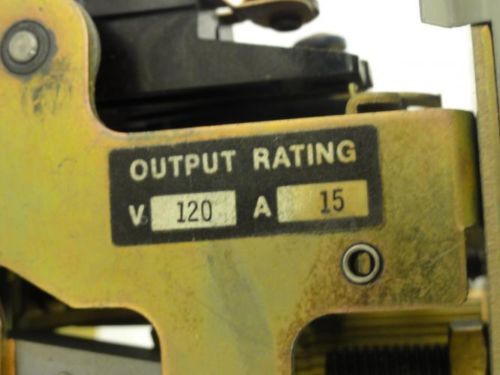 OUTPUT RATING
V. 120 A 15